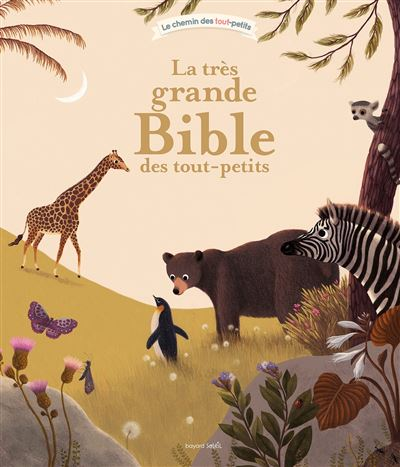 Le chemin des tout-petits
La très
grande
Bible
des tout-petits
bayard soleil